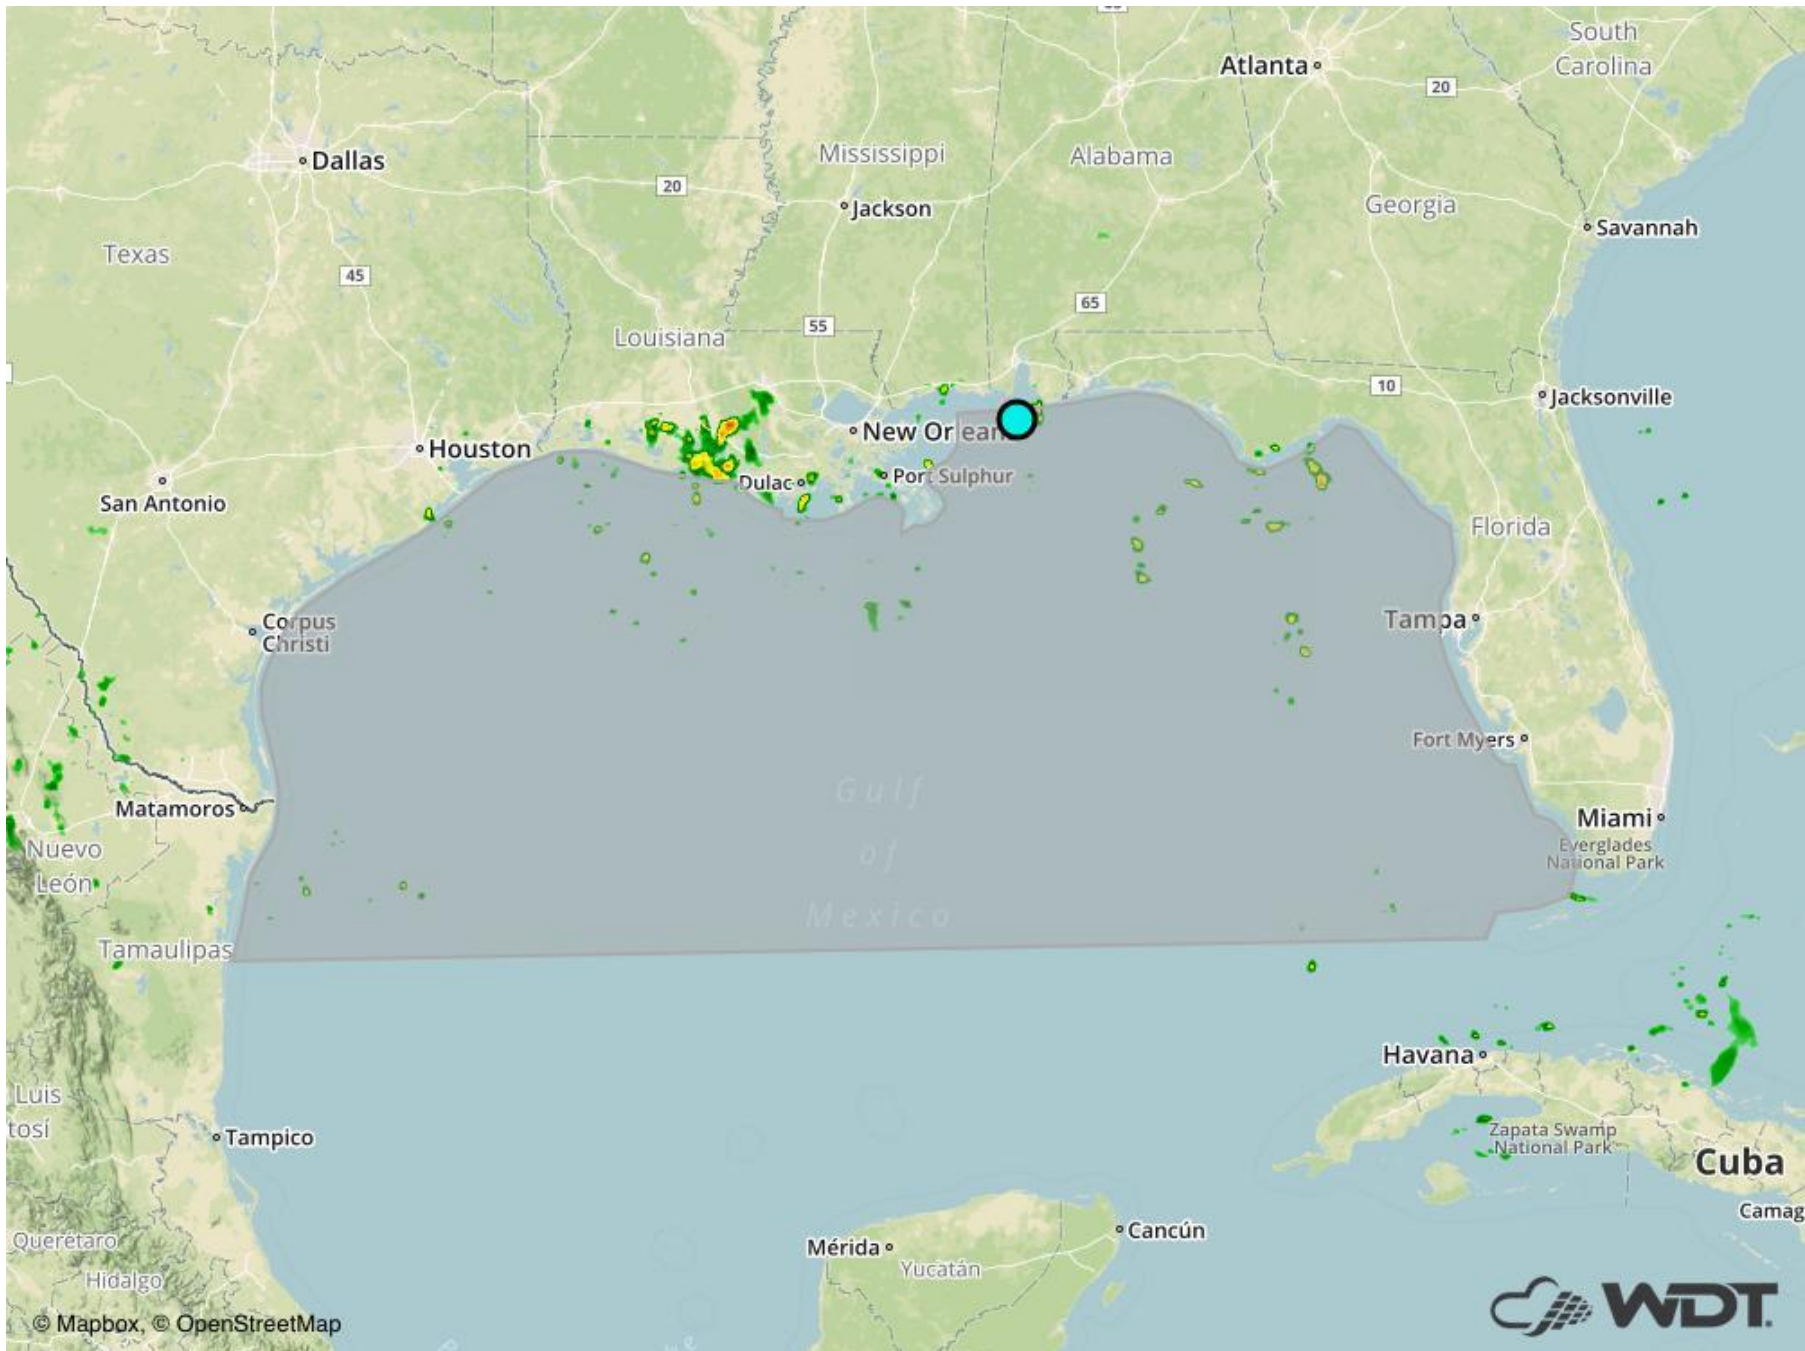 South
Carolina
Atlanta
20
Dallas
Mississippi
Alabama
20
Jackson
Georgia
Savannah
Texas
45
65
55
Louisiana
10
Jacksonville
New Orleans
Houston
Dulac
Port Sulphur
San Antonio
Florida
Corpus
Christi
Tampa
Fort Myers
Gulf
of
Mexico
Matamoros
Miami
Everglades
National Park
Nuevo
León
Tamaulipas
Havana
Luis
tosí
Tampico
Zapata Swamp
National Park
Cuba
Camag
Mérida
Cancún
Yucatán
Querétaro
Hidalgo
© Mapbox, © OpenStreetMap
WDT